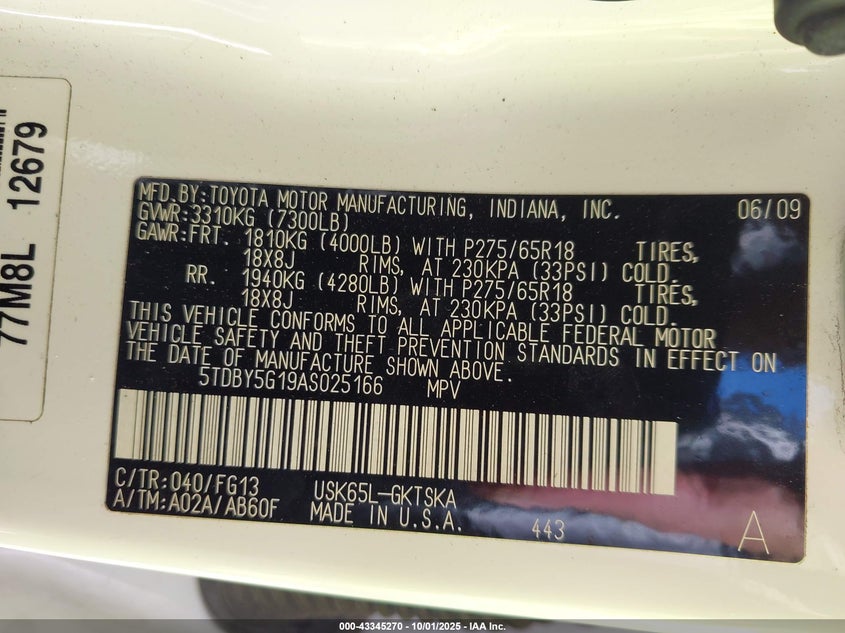 77M8L 12679
MFD.BY:TOYOTA MOTOR MANUFACTURING, INDIANA, INC. 06/09
GVWR:3310KG (7300LB)
GAWR:FRT. 1810KG (4000LB) WITH P275/65R18 TIRES,
18X8J RIMS, AT 230KPA (33PSI) COLD.
RR. 1940KG (4280LB) WITH P275/65R18 TIRES,
18X8J RIMS, AT 230KPA (33PSI) COLD.
THIS VEHICLE CONFORMS TO ALL APPLICABLE FEDERAL MOTOR
VEHICLE SAFETY AND THEFT PREVENTION STANDARDS IN EFFECT ON
THE DATE OF MANUFACTURE SHOWN ABOVE.
5TDBY5G19AS025166 MPV
C/TR:040/FG13 USK65L-GKTSKA
A/TM:A02A/AB60F MADE IN U.S.A. 443 A
000-43345270 - 10/01/2025 - IAA Inc.